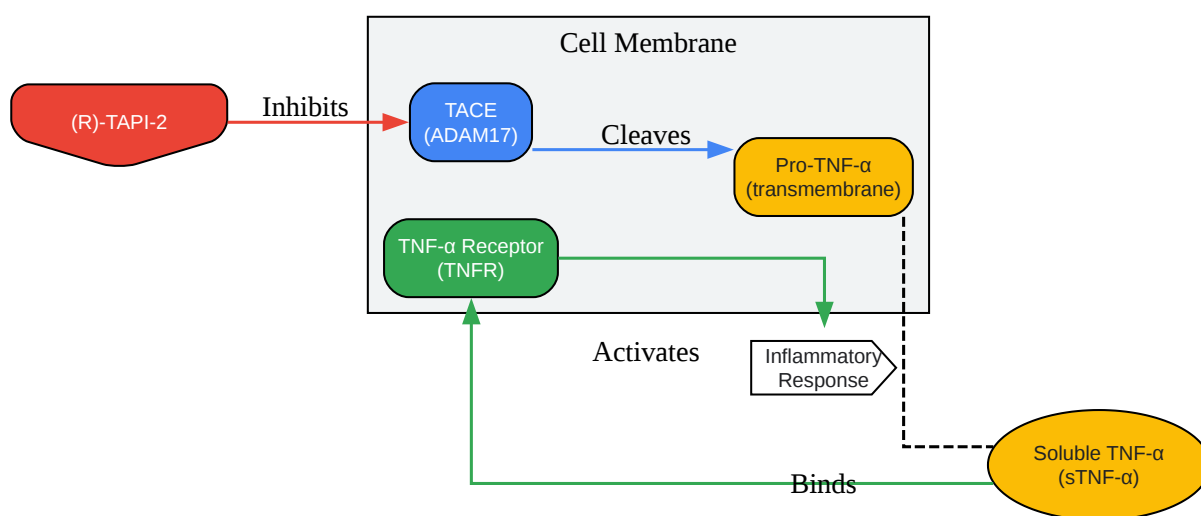 Cell Membrane
(R)-TAPI-2
Inhibits
TACE
(ADAM17)
Cleaves
Pro-TNF-α
(transmembrane)
TNF-α Receptor
(TNFR)
Activates
Inflammatory
Response
Soluble TNF-α
(sTNF-α)
Binds